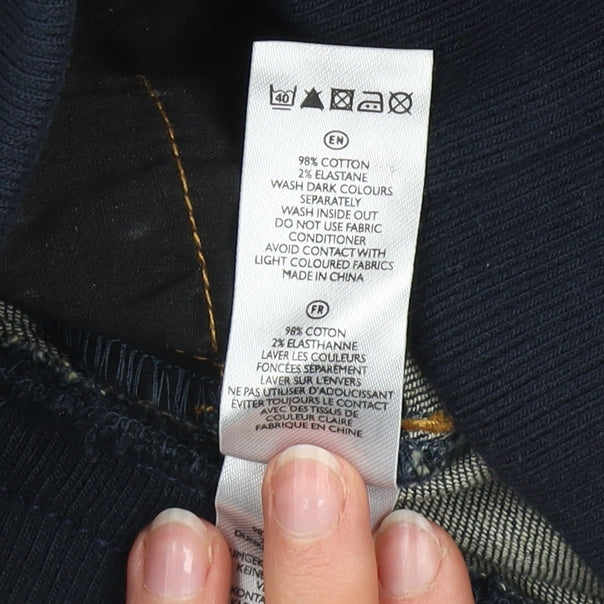 40
EN
98% COTTON
2% ELASTANE
WASH DARK COLOURS
SEPARATELY
WASH INSIDE OUT
DO NOT USE FABRIC
CONDITIONER
AVOID CONTACT WITH
LIGHT COLOURED FABRICS
MADE IN CHINA
FR
98% COTON
2% ELASTHANNE
LAVER LES COULEURS
FONCÉES SÉPARÉMENT
LAVER SUR L'ENVERS
NE PAS UTILISER D'ADOUCISSANT
ÉVITER TOUJOURS LE CONTACT
AVEC DES TISSUS DE
COULEUR CLAIRE
FABRIQUE EN CHINE